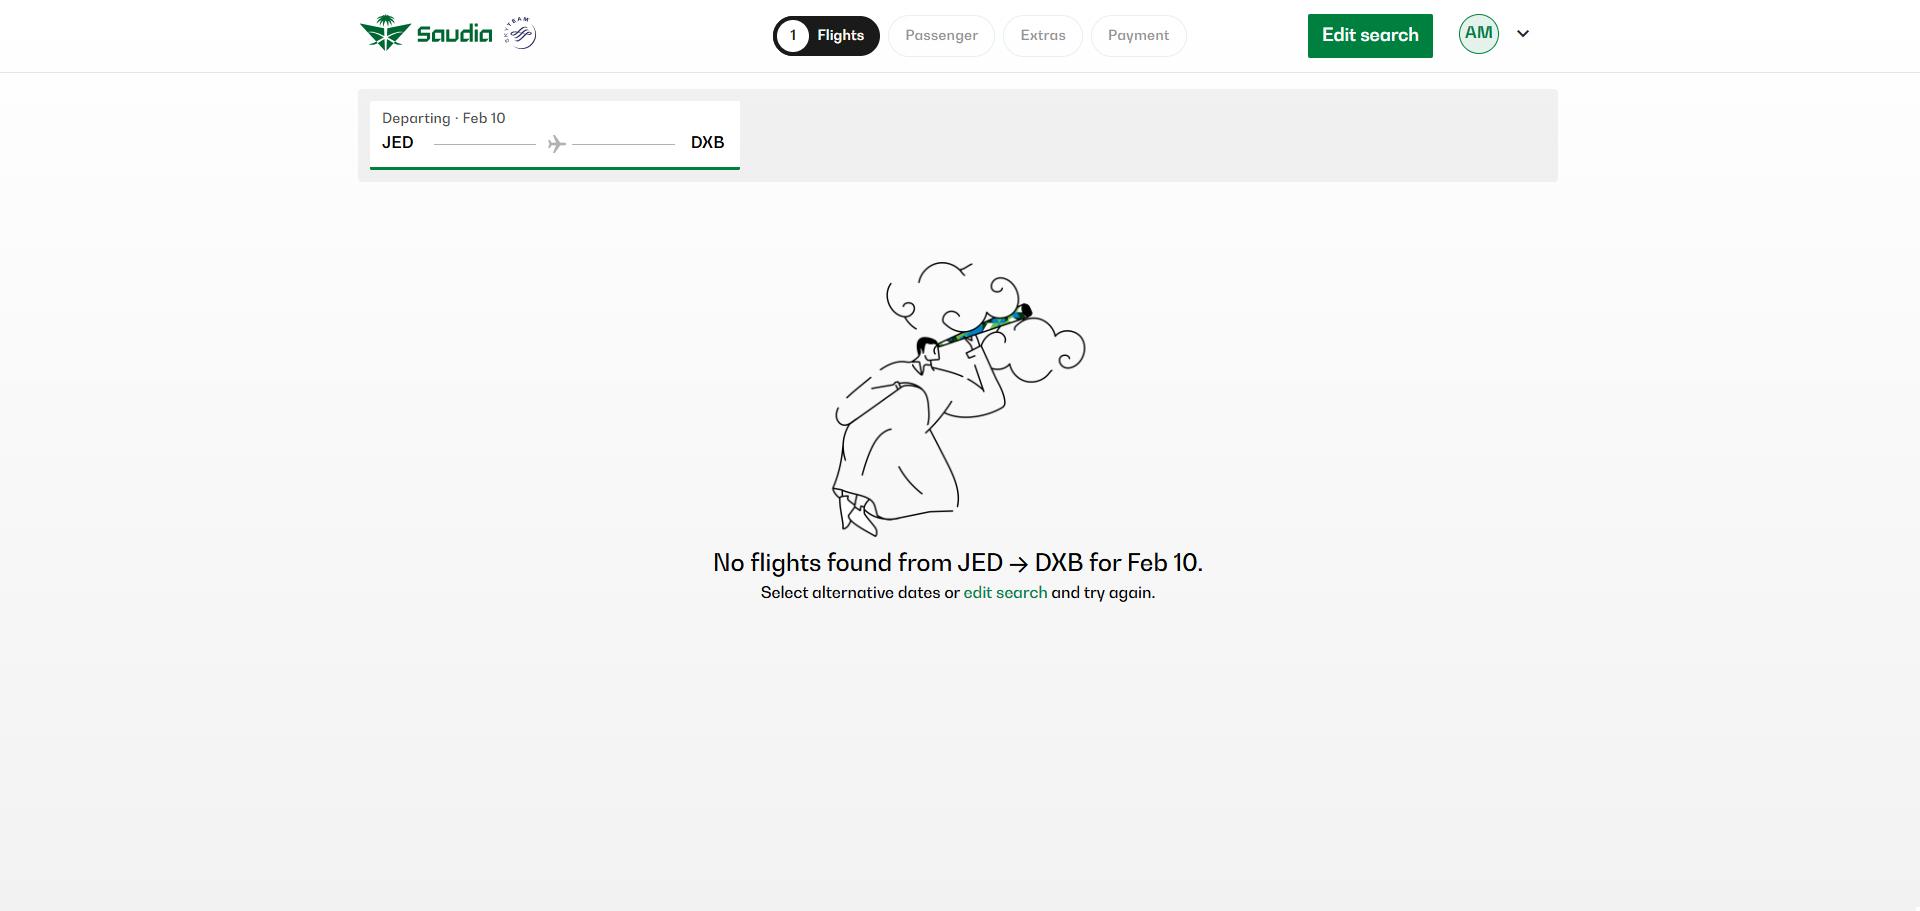 Saudia
SKYTEAM
1 Flights
Passenger
Extras
Payment
Edit search
AM
Departing · Feb 10
JED
DXB
No flights found from JED → DXB for Feb 10.
Select alternative dates or edit search and try again.